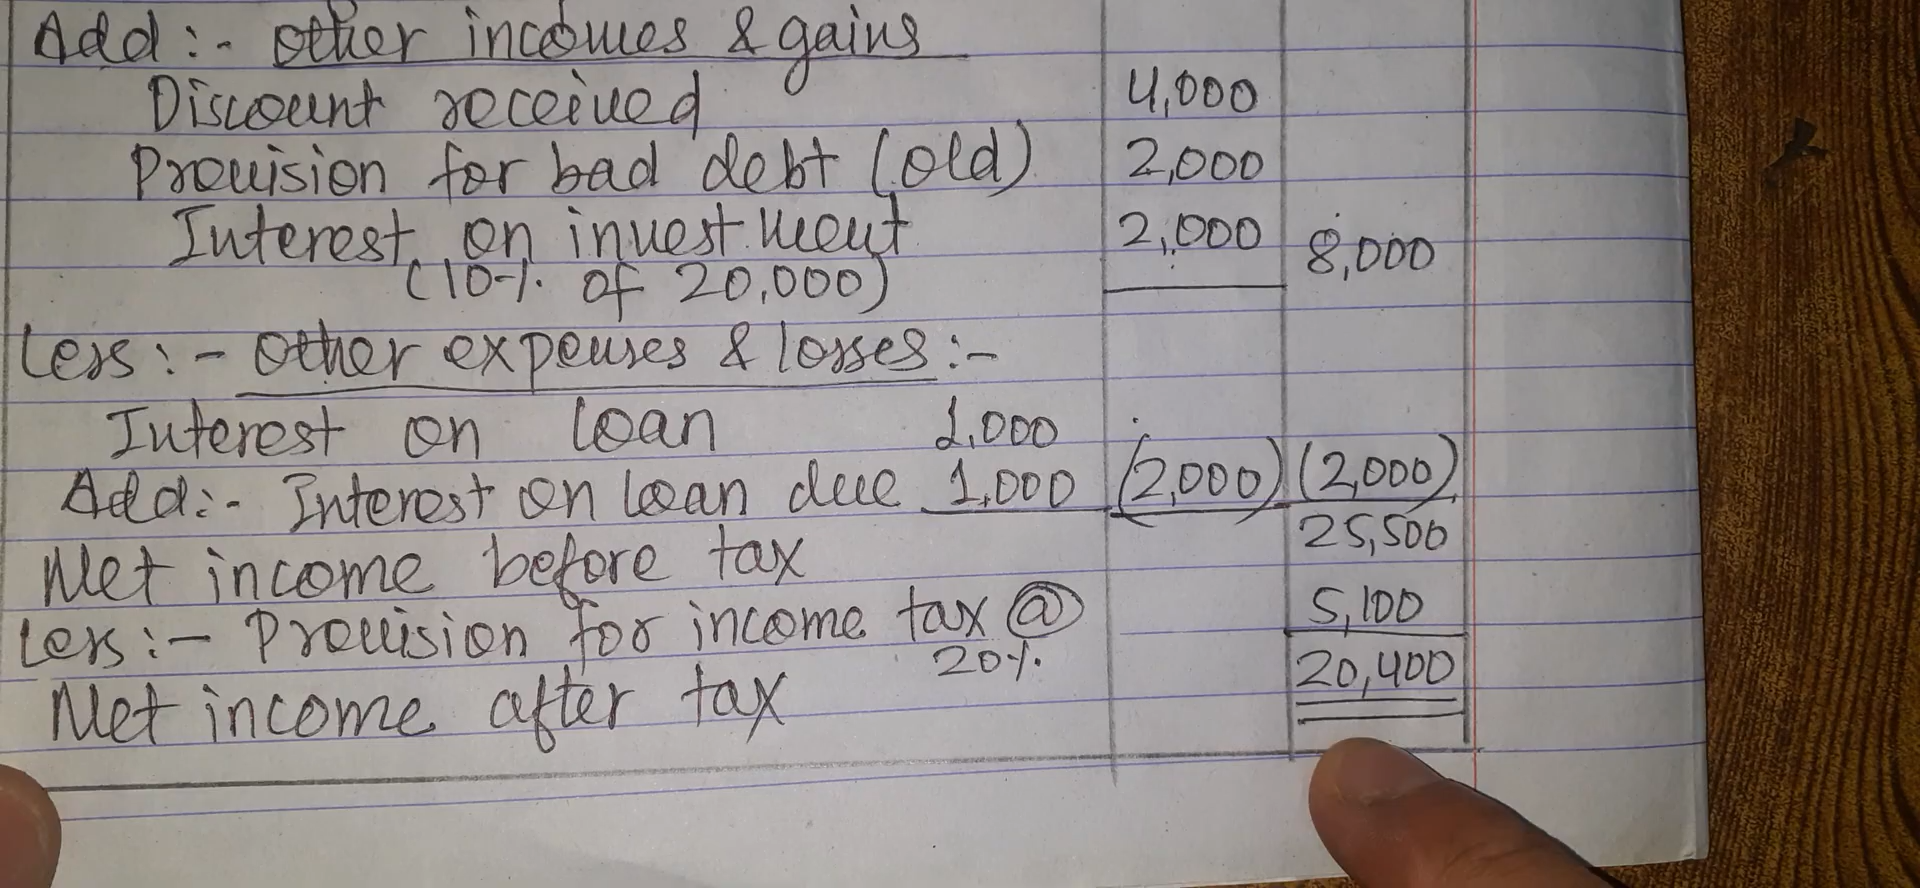 Add:- Other incomes & gains
Discount received 4,000
Provision for bad debt (old) 2,000
Interest on investment 2,000 8,000
(10% of 20,000)
Less:- Other expenses & losses:-
Interest on loan 1,000
Add:- Interest on loan due 1,000 (2,000) (2,000)
25,500
Net income before tax
5,100
Less:- Provision for income tax @
20%
20,400
Net income after tax